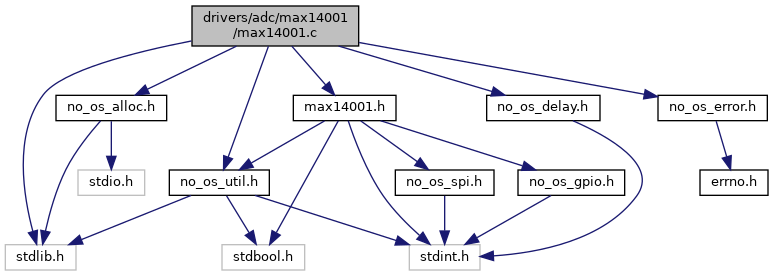 drivers/adc/max14001
/max14001.c
no_os_alloc.h
max14001.h
no_os_delay.h
no_os_error.h
stdio.h
no_os_util.h
no_os_spi.h
no_os_gpio.h
errno.h
stdlib.h
stdbool.h
stdint.h